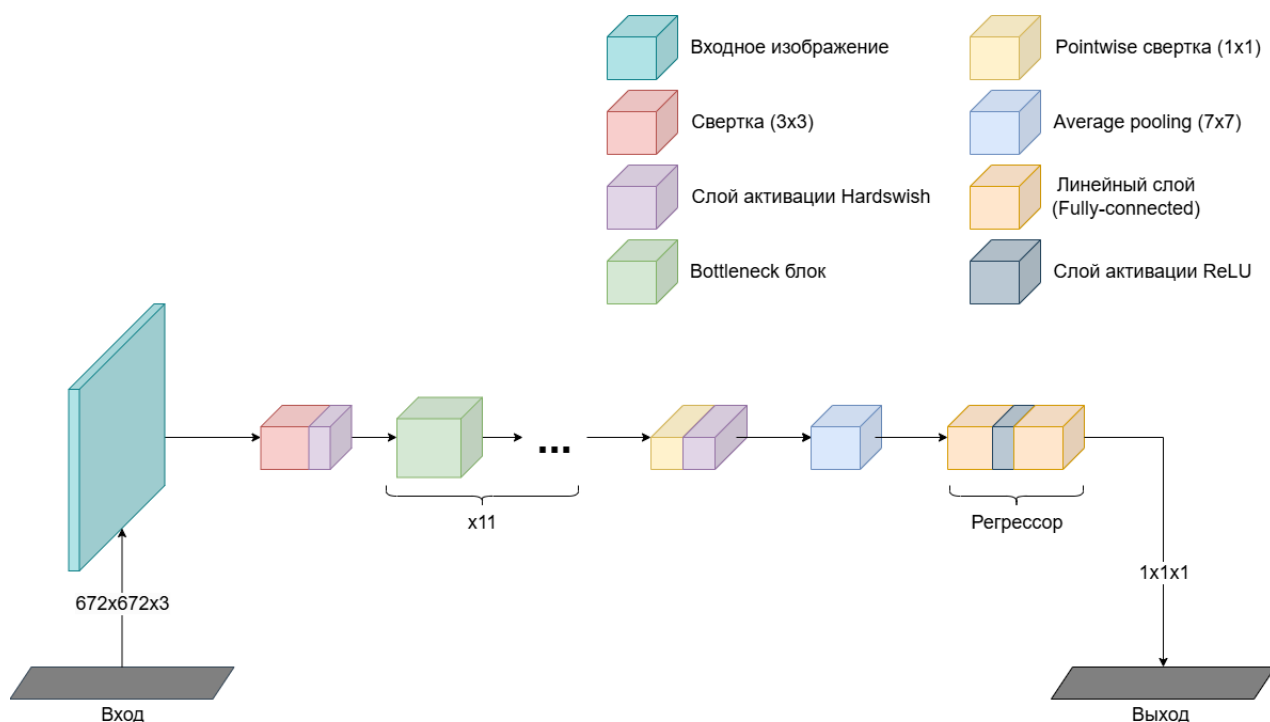 Входное изображение
Pointwise свертка (1x1)
Свертка (3x3)
Average pooling (7x7)
Слой активации Hardswish
Линейный слой
(Fully-connected)
Bottleneck блок
Слой активации ReLU
...
x11
Регрессор
672x672x3
1x1x1
Вход
Выход